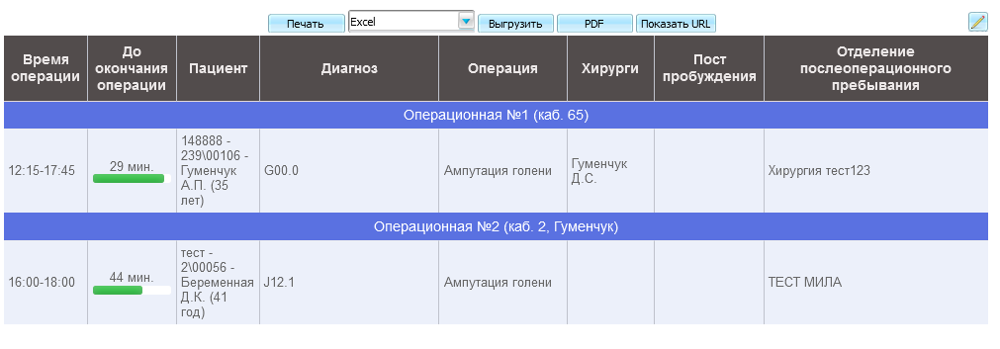 Печать Excel Выгрузить PDF Показать URL
Время операции До окончания операции Пациент Диагноз Операция Хирурги Пост пробуждения Отделение послеоперационного пребывания
Операционная №1 (каб. 65)
12:15-17:45
29 мин.
148888 -
239\00106 -
Гуменчук
А.П. (35
лет)
G00.0
Ампутация голени
Гуменчук
Д.С.
Хирургия тест123
Операционная №2 (каб. 2, Гуменчук)
16:00-18:00
44 мин.
тест -
2\00056 -
Беременная
Д.К. (41
год)
J12.1
Ампутация голени
ТЕСТ МИЛА